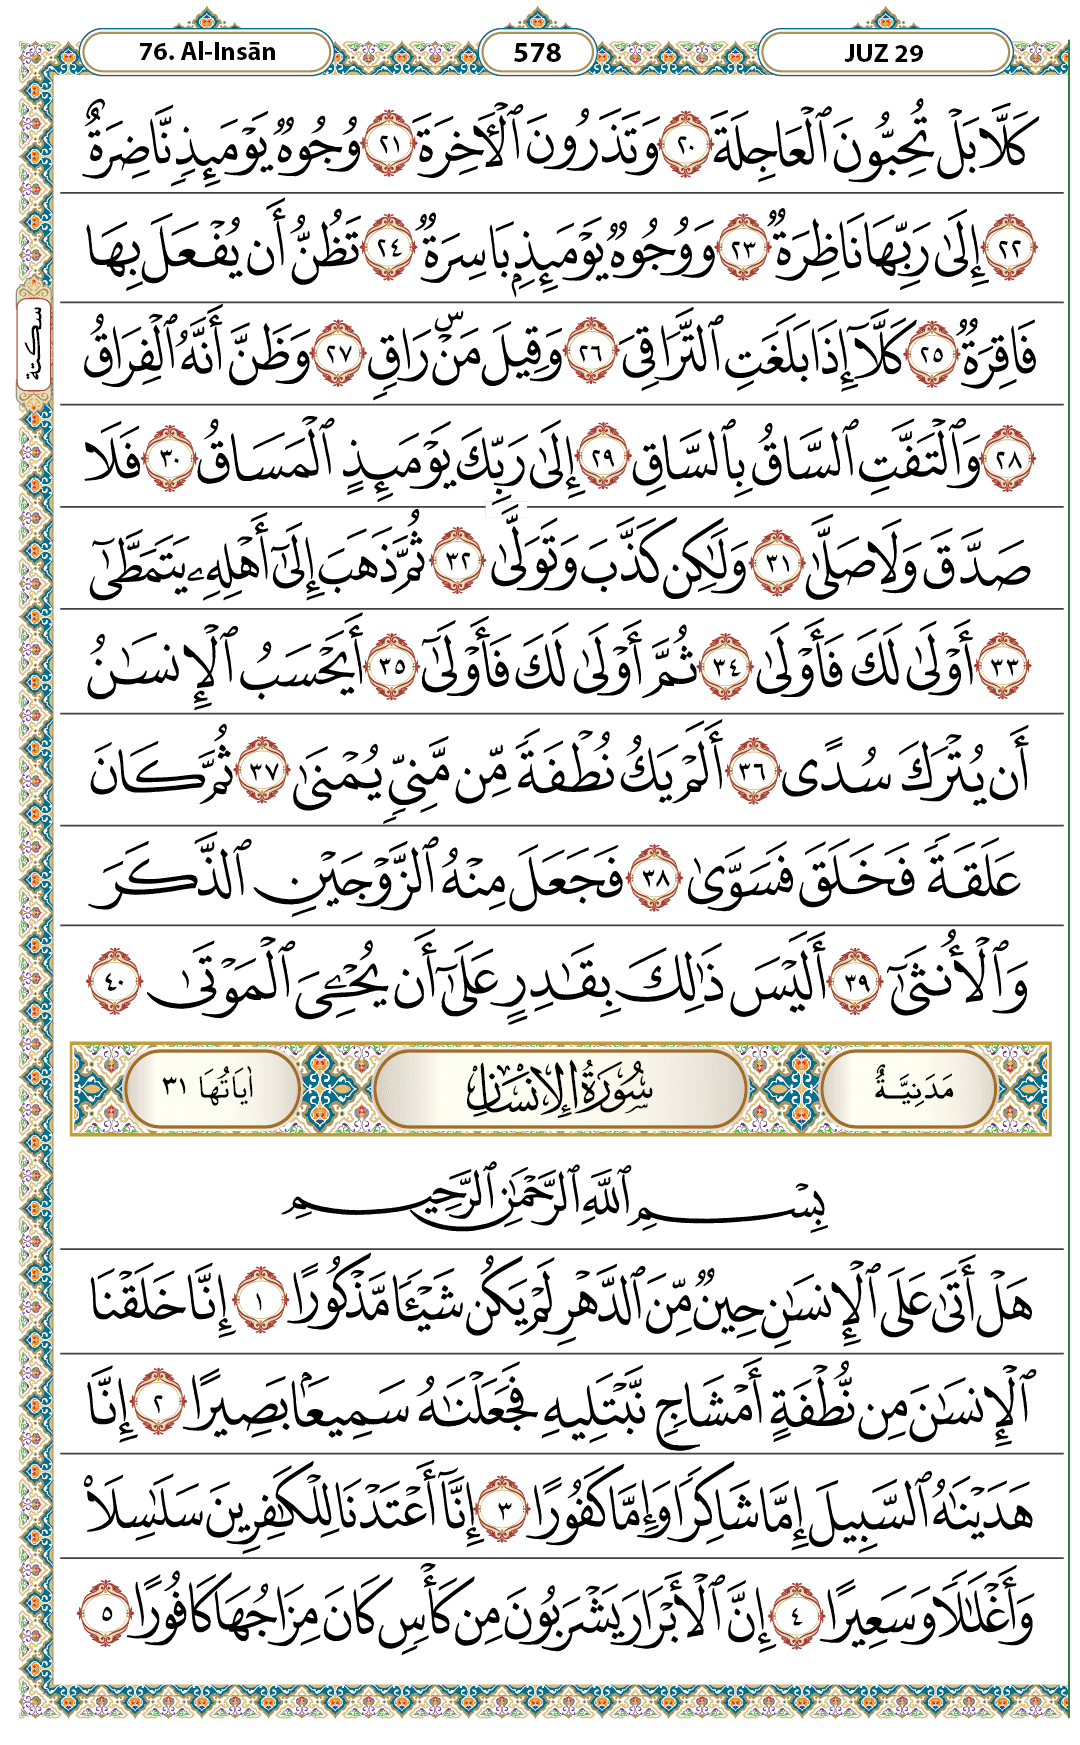 76. Al-Insān
578
JUZ 29
كَلَّا بَلْ تُحِبُّونَ ٱلْعَاجِلَةَ ٢٠ وَتَذَرُونَ ٱلْـَٔاخِرَةَ ٢١ وُجُوهٌ يَوْمَئِذٍ نَّاضِرَةٌ
٢٢ إِلَىٰ رَبِّهَا نَاظِرَةٌ ٢٣ وَوُجُوهٌ يَوْمَئِذٍۭ بَاسِرَةٌ ٢٤ تَظُنُّ أَن يُفْعَلَ بِهَا
فَاقِرَةٌ ٢٥ كَلَّآ إِذَا بَلَغَتِ ٱلتَّرَاقِىَ ٢٦ وَقِيلَ مَنْ ۜ رَاقٍ ٢٧ وَظَنَّ أَنَّهُ ٱلْفِرَاقُ
سكتة
٢٨ وَٱلْتَفَّتِ ٱلسَّاقُ بِٱلسَّاقِ ٢٩ إِلَىٰ رَبِّكَ يَوْمَئِذٍ ٱلْمَسَاقُ ٣٠ فَلَا
صَدَّقَ وَلَا صَلَّىٰ ٣١ وَلَـٰكِن كَذَّبَ وَتَوَلَّىٰ ٣٢ ثُمَّ ذَهَبَ إِلَىٰٓ أَهْلِهِۦ يَتَمَطَّىٰٓ
٣٣ أَوْلَىٰ لَكَ فَأَوْلَىٰ ٣٤ ثُمَّ أَوْلَىٰ لَكَ فَأَوْلَىٰٓ ٣٥ أَيَحْسَبُ ٱلْإِنسَـٰنُ
أَن يُتْرَكَ سُدًى ٣٦ أَلَمْ يَكُ نُطْفَةً مِّن مَّنِىٍّ يُمْنَىٰ ٣٧ ثُمَّ كَانَ
عَلَقَةً فَخَلَقَ فَسَوَّىٰ ٣٨ فَجَعَلَ مِنْهُ ٱلزَّوْجَيْنِ ٱلذَّكَرَ
وَٱلْأُنثَىٰٓ ٣٩ أَلَيْسَ ذَٰلِكَ بِقَـٰدِرٍ عَلَىٰٓ أَن يُحْـِۧىَ ٱلْمَوْتَىٰ ٤٠
مَدَنِيَّةٌ سُورَةُ الإِنْسَانِ اٰيَاتُهَا ٣١
بِسْمِ ٱللَّهِ ٱلرَّحْمَـٰنِ ٱلرَّحِيمِ
هَلْ أَتَىٰ عَلَى ٱلْإِنسَـٰنِ حِينٌ مِّنَ ٱلدَّهْرِ لَمْ يَكُن شَيْـًٔا مَّذْكُورًا ١ إِنَّا خَلَقْنَا
ٱلْإِنسَـٰنَ مِن نُّطْفَةٍ أَمْشَاجٍ نَّبْتَلِيهِ فَجَعَلْنَـٰهُ سَمِيعًۢا بَصِيرًا ٢ إِنَّا
هَدَيْنَـٰهُ ٱلسَّبِيلَ إِمَّا شَاكِرًا وَإِمَّا كَفُورًا ٣ إِنَّآ أَعْتَدْنَا لِلْكَـٰفِرِينَ سَلَـٰسِلَا۟
وَأَغْلَـٰلًا وَسَعِيرًا ٤ إِنَّ ٱلْأَبْرَارَ يَشْرَبُونَ مِن كَأْسٍ كَانَ مِزَاجُهَا كَافُورًا ٥